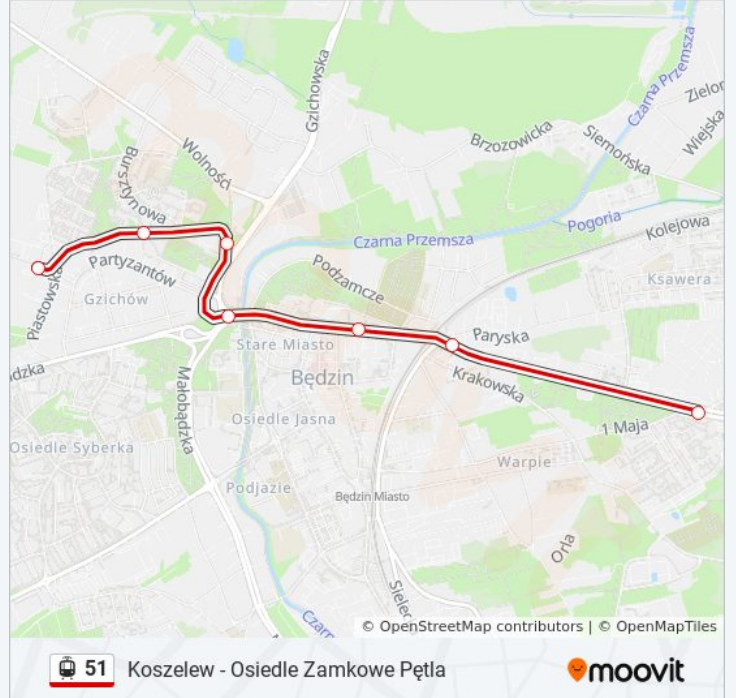 Gzichowska
Czarna Przemsza
Zielon
Wiejska
Brzozowicka
Siemońska
Wolności
Bursztynowa
Pogoria
Kolejowa
Czarna Przemsza
Partyzantów
Podzamcze
Ksawera
Piastowska
Gzichów
Paryska
Stare Miasto
dzka
Małobądzka
Będzin
Krakowska
Osiedle Jasna
1 Maja
Osiedle Syberka
Warpie
Podjazie
Będzin Miasto
Orla
Sielec
Czarn
© OpenStreetMap contributors | © OpenMapTiles
51 Koszelew - Osiedle Zamkowe Pętla
moovit